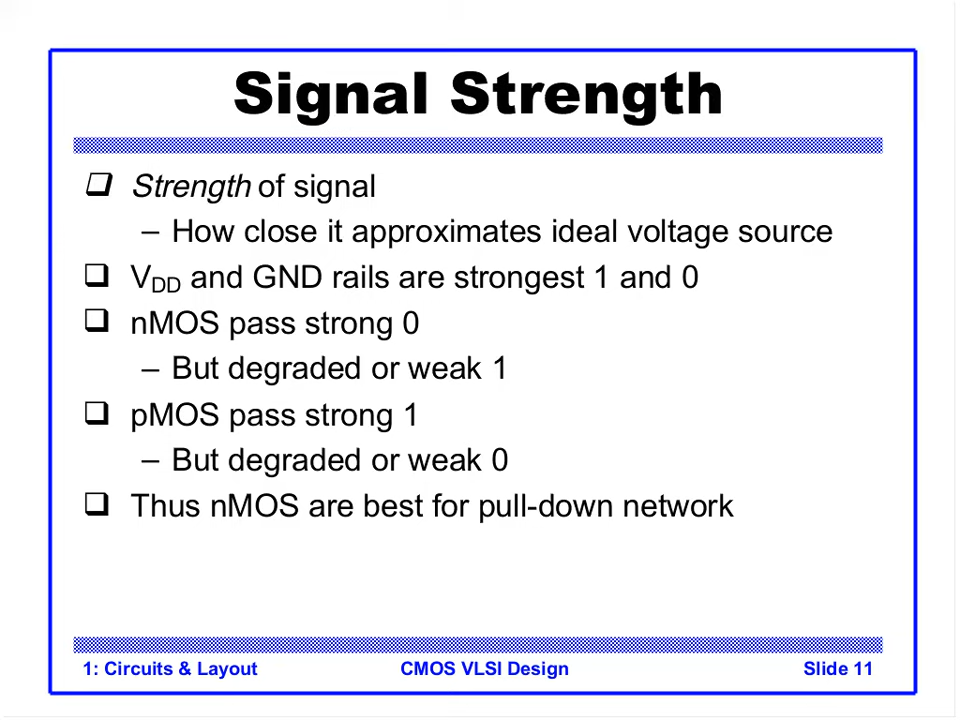 Signal Strength
❑ Strength of signal
– How close it approximates ideal voltage source
❑ VDD and GND rails are strongest 1 and 0
❑ nMOS pass strong 0
– But degraded or weak 1
❑ pMOS pass strong 1
– But degraded or weak 0
❑ Thus nMOS are best for pull-down network
1: Circuits & Layout CMOS VLSI Design Slide 11